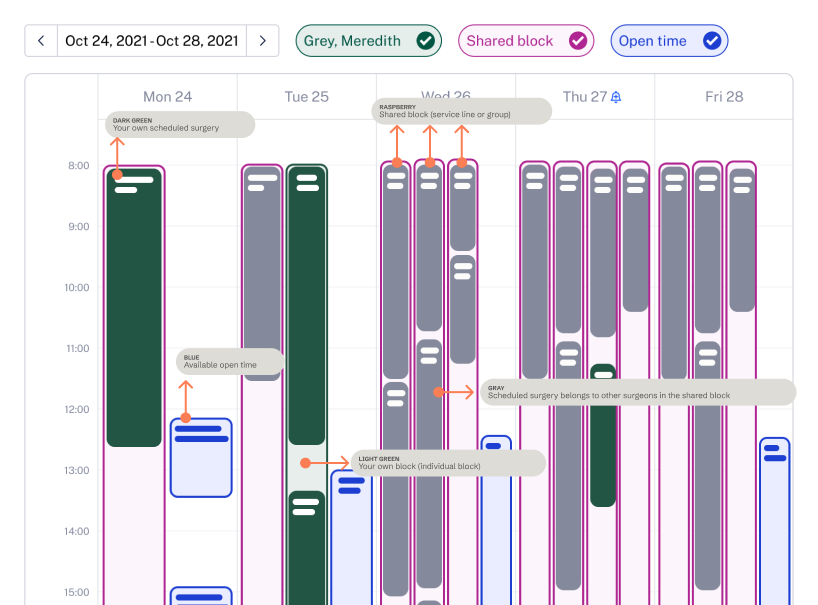 Oct 24, 2021 - Oct 28, 2021
Grey, Meredith
Shared block
Open time
Mon 24
Tue 25
Wed 26
Thu 27
Fri 28
DARK GREEN
Your own scheduled surgery
RASPBERRY
Shared block (service line or group)
8:00
9:00
10:00
11:00
BLUE
Available open time
GRAY
Scheduled surgery belongs to other surgeons in the shared block
12:00
LIGHT GREEN
Your own block (individual block)
13:00
14:00
15:00